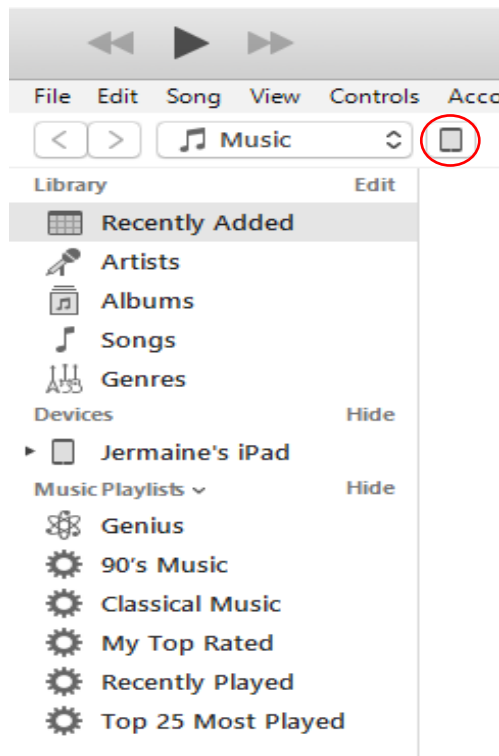 File Edit Song View Controls Acco
Music
Library Edit
Recently Added
Artists
Albums
Songs
Genres
Devices Hide
Jermaine's iPad
Music Playlists Hide
Genius
90's Music
Classical Music
My Top Rated
Recently Played
Top 25 Most Played